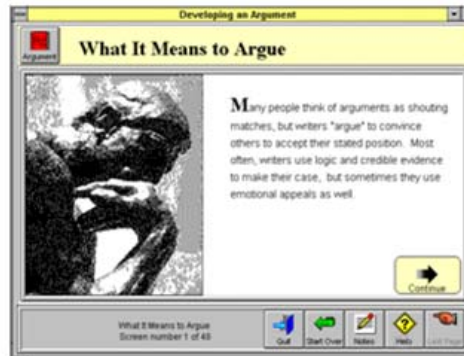 Developing an Argument
Argument
What It Means to Argue
Many people think of arguments as shouting
matches, but writers "argue" to convince
others to accept their stated position. Most
often, writers use logic and credible evidence
to make their case, but sometimes they use
emotional appeals as well.
Continue
What It Means to Argue
Screen number 1 of 49
Quit
Start Over
Notes
Help
Last Page